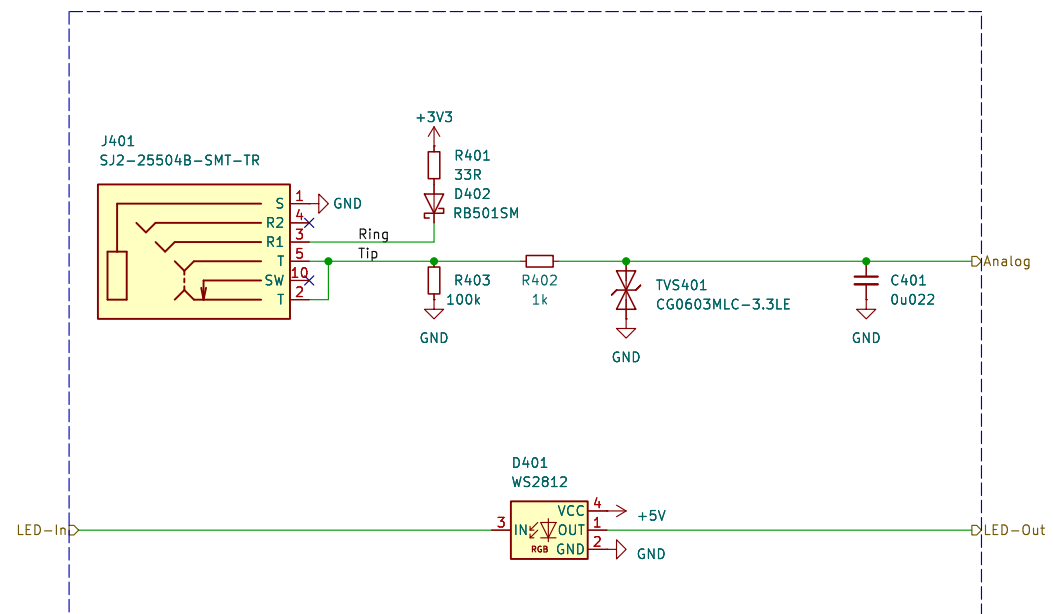 +3V3
J401
SJ2-25504B-SMT-TR
R401
33R
D402
RB501SM
S 1 GND
R2 4
R1 3 Ring
T 5 Tip
SW 10
T 2
R403
100k
GND
R402
1k
TVS401
CG0603MLC-3.3LE
GND
C401
0u022
GND
Analog
D401
WS2812
VCC 4 +5V
LED-In 3 IN OUT 1 LED-Out
RGB GND 2 GND